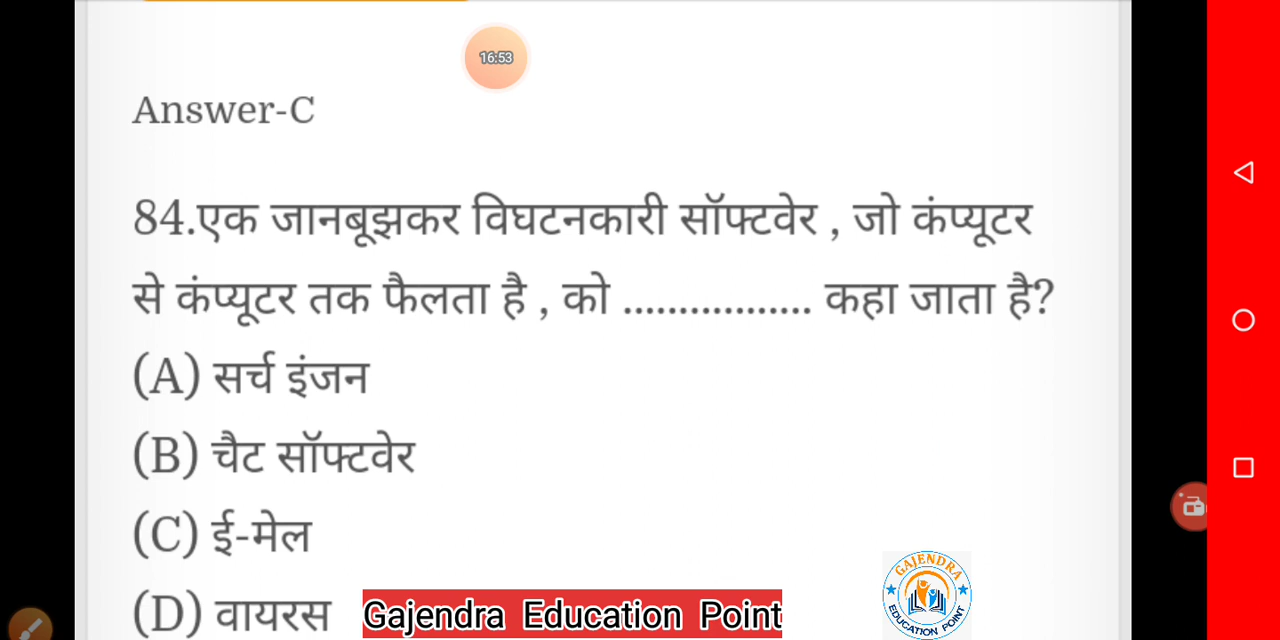 16:53
Answer-C
84.एक जानबूझकर विघटनकारी सॉफ्टवेर , जो कंप्यूटर
से कंप्यूटर तक फैलता है , को ................. कहा जाता है?
(A) सर्च इंजन
(B) चैट सॉफ्टवेर
(C) ई-मेल
(D) वायरस
Gajendra Education Point
GAJENDRA
EDUCATION POINT